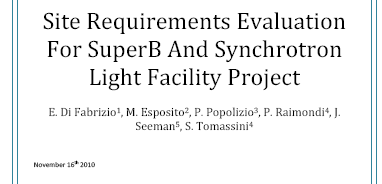 Site Requirements Evaluation
For SuperB And Synchrotron
Light Facility Project
E. Di Fabrizio¹, M. Esposito², P. Popolizio³, P. Raimondi⁴, J.
Seeman⁵, S. Tomassini⁴
November 16th 2010